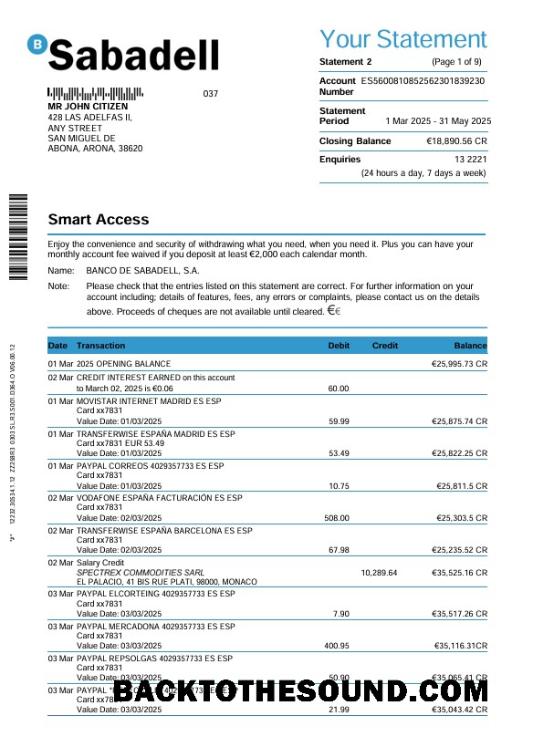 B Sabadell
037
MR JOHN CITIZEN
428 LAS ADELFAS II,
ANY STREET
SAN MIGUEL DE
ABONA, ARONA, 38620
Your Statement
Statement 2 (Page 1 of 9)
Account ES5600810852562301839230
Number
Statement
Period 1 Mar 2025 - 31 May 2025
Closing Balance €18,890.56 CR
Enquiries 13 2221
(24 hours a day, 7 days a week)
Smart Access
Enjoy the convenience and security of withdrawing what you need, when you need it. Plus you can have your
monthly account fee waived if you deposit at least €2,000 each calendar month.
Name: BANCO DE SABADELL, S.A.
Note: Please check that the entries listed on this statement are correct. For further information on your
account including; details of features, fees, any errors or complaints, please contact us on the details
above. Proceeds of cheques are not available until cleared. €€
Date Transaction Debit Credit Balance
01 Mar 2025 OPENING BALANCE €25,995.73 CR
02 Mar CREDIT INTEREST EARNED on this account
to March 02, 2025 is €0.06 60.00
01 Mar MOVISTAR INTERNET MADRID ES ESP
Card xx7831
Value Date: 01/03/2025 59.99 €25,875.74 CR
01 Mar TRANSFERWISE ESPAÑA MADRID ES ESP
Card xx7831 EUR 53.49
Value Date: 01/03/2025 53.49 €25,822.25 CR
01 Mar PAYPAL CORREOS 4029357733 ES ESP
Card xx7831
Value Date: 01/03/2025 10.75 €25,811.5 CR
02 Mar VODAFONE ESPAÑA FACTURACIÓN ES ESP
Value Date: 02/03/2025 508.00 €25,303.5 CR
02 Mar TRANSFERWISE ESPAÑA BARCELONA ES ESP
Value Date: 02/03/2025 67.98 €25,235.52 CR
02 Mar Salary Credit
SPECTREX COMMODITIES SARL 10,289.64 €35,525.16 CR
EL PALACIO, 41 BIS RUE PLATI, 98000, MONACO
03 Mar PAYPAL ELCORTEING 4029357733 ES ESP
Card xx7831
Value Date: 03/03/2025 7.90 €35,517.26 CR
03 Mar PAYPAL MERCADONA 4029357733 ES ESP
Card xx7831
Value Date: 03/03/2025 400.95 €35,116.31CR
03 Mar PAYPAL REPSOLGAS 4029357733 ES ESP
Card xx7831
Value Date: 03/03/2025 50.90 €35,065.41 CR
03 Mar PAYPAL
BACKTOTHESOUND.COM
Value Date: 03/03/2025 21.99 €35,043.42 CR